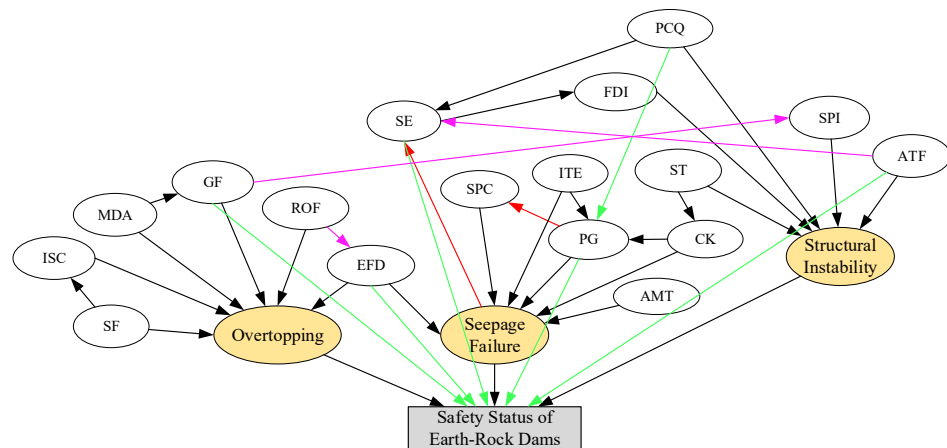 PCQ
FDI
SE
SPI
ATF
GF
SPC
ITE
ST
MDA
ROF
PG
CK
ISC
EFD
Structural
Instability
AMT
SF
Overtopping
Seepage
Failure
Safety Status of
Earth-Rock Dams